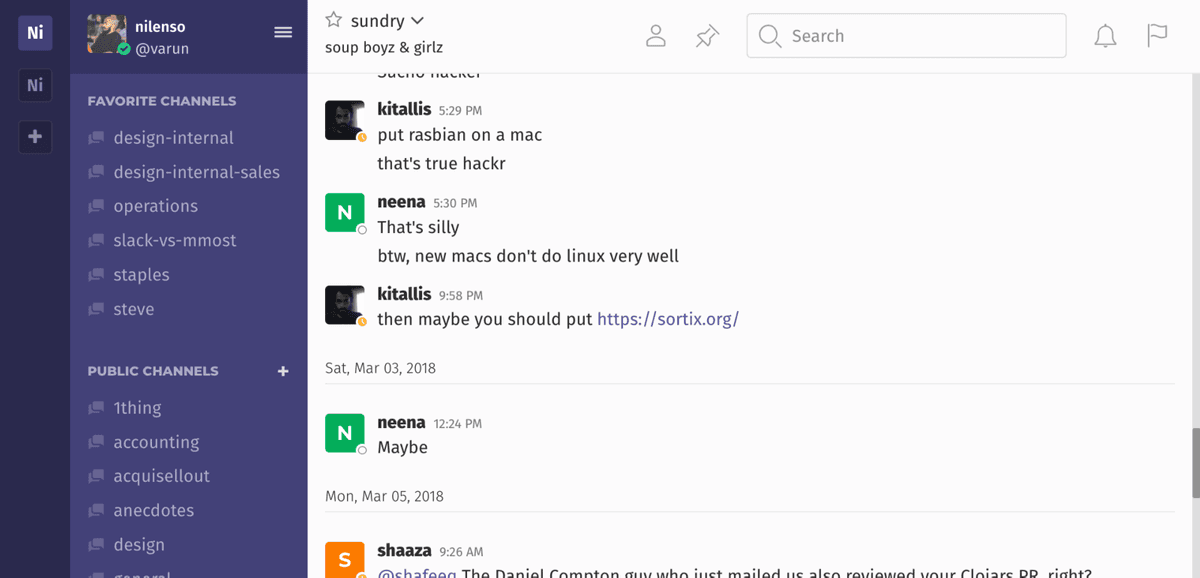 Ni
nilenso
@varun
Ni
+
FAVORITE CHANNELS
design-internal
design-internal-sales
operations
slack-vs-mmost
staples
steve
PUBLIC CHANNELS +
1thing
accounting
acquisellout
anecdotes
design
general
sundry
soup boyz & girlz
Search
hacker
kitallis 5:29 PM
put rasbian on a mac
that's true hackr
N
neena 5:30 PM
That's silly
btw, new macs don't do linux very well
kitallis 9:58 PM
then maybe you should put https://sortix.org/
Sat, Mar 03, 2018
N
neena 12:24 PM
Maybe
Mon, Mar 05, 2018
S
shaaza 9:26 AM
@shafeeq The Daniel Compton guy who just mailed us also reviewed your Clojars PR, right?